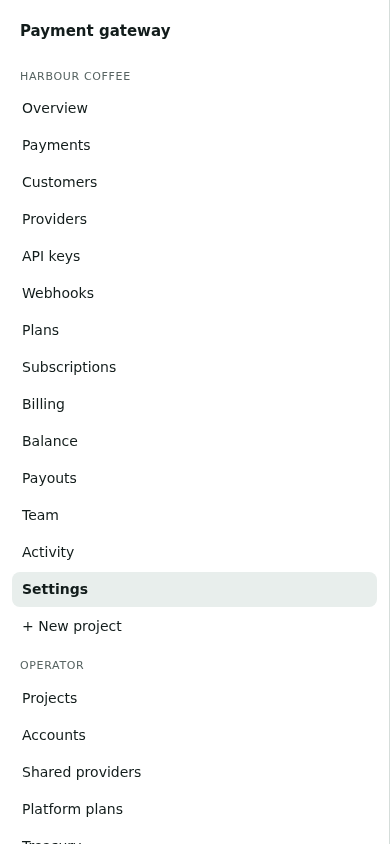 Payment gateway
HARBOUR COFFEE
Overview
Payments
Customers
Providers
API keys
Webhooks
Plans
Subscriptions
Billing
Balance
Payouts
Team
Activity
Settings
+ New project
OPERATOR
Projects
Accounts
Shared providers
Platform plans